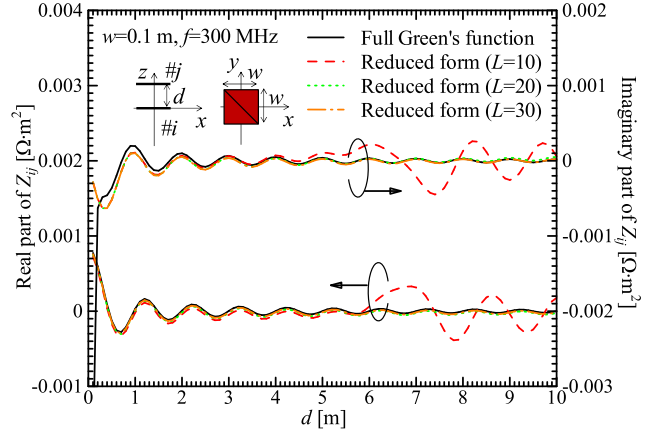 w=0.1 m, f=300 MHz
Full Green's function
Reduced form (L=10)
Reduced form (L=20)
Reduced form (L=30)
z
#j
d
x
#i
y
w
w
x
Real part of Z_ij [Ω·m²]
0.004
0.003
0.002
0.001
0
-0.001
Imaginary part of Z_ij [Ω·m²]
0.002
0.001
0
-0.001
-0.002
-0.003
0 1 2 3 4 5 6 7 8 9 10
d [m]